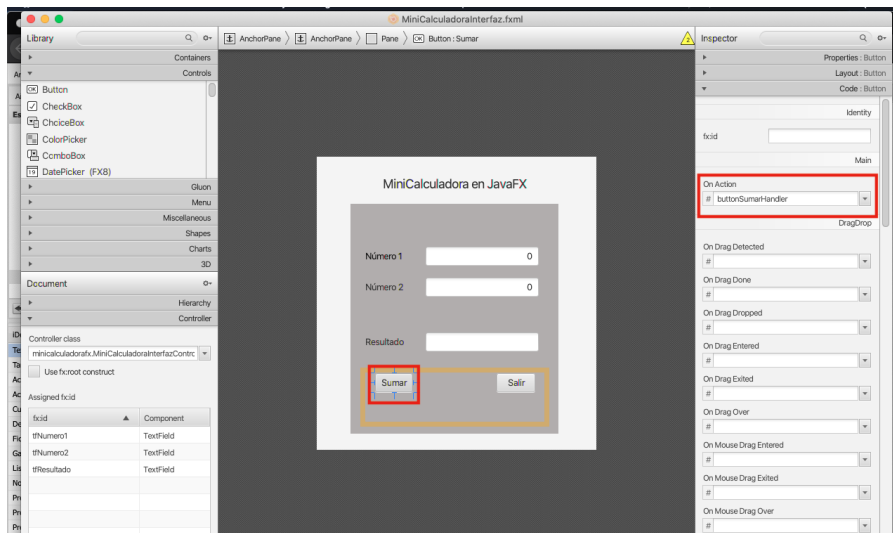 MiniCalculadoraInterfaz.fxml
Library
AnchorPane
AnchorPane
Pane
OK Button : Sumar
2
Inspector
Containers
Controls
OK Button
CheckBox
ChoiceBox
ColorPicker
ComboBox
DatePicker (FX8)
Gluon
Menu
Miscellaneous
Shapes
Charts
3D
Document
Hierarchy
Controller
Controller class
minicalculadorafx.MiniCalculadoraInterfazContrc
Use fx:root construct
Assigned fx:id
fx:id Component
tfNumero1 TextField
tfNumero2 TextField
tfResultado TextField
MiniCalculadora en JavaFX
Número 1 0
Número 2 0
Resultado
Sumar Salir
Properties : Button
Layout : Button
Code : Button
Identity
fx:id
Main
On Action
# buttonSumarHandler
DragDrop
On Drag Detected
#
On Drag Done
#
On Drag Dropped
#
On Drag Entered
#
On Drag Exited
#
On Drag Over
#
On Mouse Drag Entered
#
On Mouse Drag Exited
#
On Mouse Drag Over
#